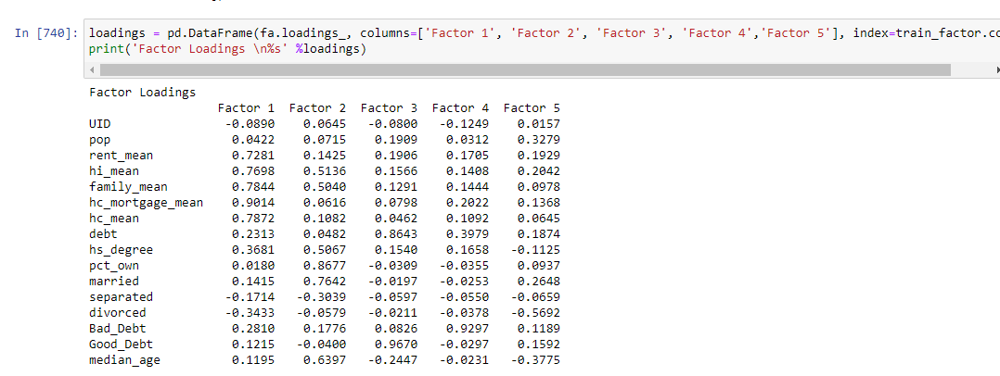 In [740]: loadings = pd.DataFrame(fa.loadings_, columns=['Factor 1', 'Factor 2', 'Factor 3', 'Factor 4','Factor 5'], index=train_factor.co
print('Factor Loadings \n%s' %loadings)
Factor Loadings
Factor 1 Factor 2 Factor 3 Factor 4 Factor 5
UID -0.0890 0.0645 -0.0800 -0.1249 0.0157
pop 0.0422 0.0715 0.1909 0.0312 0.3279
rent_mean 0.7281 0.1425 0.1906 0.1705 0.1929
hi_mean 0.7698 0.5136 0.1566 0.1408 0.2042
family_mean 0.7844 0.5040 0.1291 0.1444 0.0978
hc_mortgage_mean 0.9014 0.0616 0.0798 0.2022 0.1368
hc_mean 0.7872 0.1082 0.0462 0.1092 0.0645
debt 0.2313 0.0482 0.8643 0.3979 0.1874
hs_degree 0.3681 0.5067 0.1540 0.1658 -0.1125
pct_own 0.0180 0.8677 -0.0309 -0.0355 0.0937
married 0.1415 0.7642 -0.0197 -0.0253 0.2648
separated -0.1714 -0.3039 -0.0597 -0.0550 -0.0659
divorced -0.3433 -0.0579 -0.0211 -0.0378 -0.5692
Bad_Debt 0.2810 0.1776 0.0826 0.9297 0.1189
Good_Debt 0.1215 -0.0400 0.9670 -0.0297 0.1592
median_age 0.1195 0.6397 -0.2447 -0.0231 -0.3775